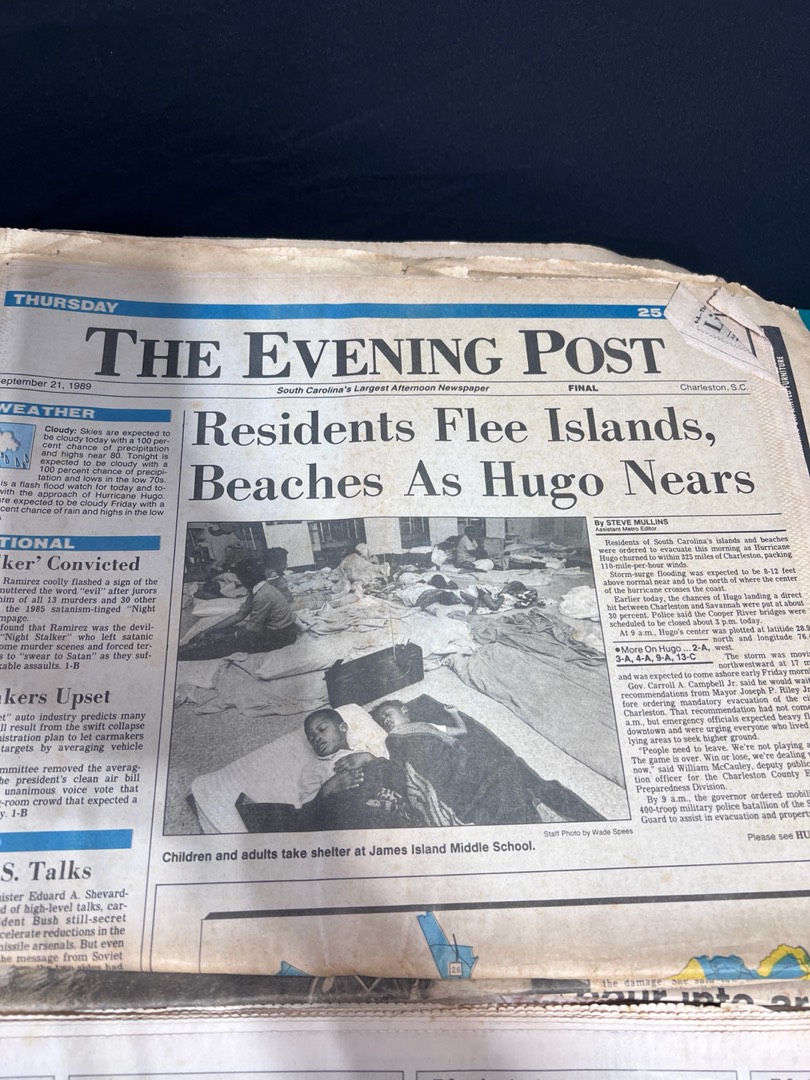 THURSDAY
25
THE EVENING POST
eptember 21, 1989
South Carolina's Largest Afternoon Newspaper
FINAL
Charleston, S.C.
WEATHER
Cloudy: Skies are expected to
be cloudy today with a 100 per-
cent chance of precipitation
and highs near 80. Tonight is
expected to be cloudy with a
100 percent chance of precipi-
tation and lows in the low 70s.
is a flash flood watch for today and to-
with the approach of Hurricane Hugo.
re expected to be cloudy Friday with a
cent chance of rain and highs in the low
TIONAL
ker' Convicted
Ramirez coolly flashed a sign of the
muttered the word "evil" after jurors
him of all 13 murders and 30 other
the 1985 satanism-tinged "Night
mpage.
found that Ramirez was the devil-
"Night Stalker" who left satanic
ome murder scenes and forced ter-
s to "swear to Satan" as they suf-
kable assaults. 1-B
akers Upset
et" auto industry predicts many
ll result from the swift collapse
nistration plan to let carmakers
targets by averaging vehicle
mmittee removed the averag-
he president's clean air bill
unanimous voice vote that
g-room crowd that expected a
y. 1-B
S. Talks
ister Eduard A. Shevard-
d of high-level talks, car-
dent Bush still-secret
celerate reductions in the
missile arsenals. But even
he message from Soviet
Residents Flee Islands,
Beaches As Hugo Nears
Staff Photo by Wade Spees
Children and adults take shelter at James Island Middle School.
By STEVE MULLINS
Assistant Metro Editor
Residents of South Carolina's islands and beaches
were ordered to evacuate this morning as Hurricane
Hugo churned to within 325 miles of Charleston, packing
110-mile-per-hour winds.
Storm-surge flooding was expected to be 8-12 feet
above normal near and to the north of where the center
of the hurricane crosses the coast.
Earlier today, the chances of Hugo landing a direct
hit between Charleston and Savannah were put at about
30 percent. Police said the Cooper River bridges were
scheduled to be closed about 3 p.m. today.
At 9 a.m., Hugo's center was plotted at latitude 28.9
north and longitude 76.
west.
● More On Hugo ... 2-A,
3-A, 4-A, 9-A, 13-C
The storm was movi
northwestward at 17 m
and was expected to come ashore early Friday morn
Gov. Carroll A. Campbell Jr. said he would wait
recommendations from Mayor Joseph P. Riley J
fore ordering mandatory evacuation of the ci
Charleston. That recommendation had not come
a.m., but emergency officials expected heavy f
downtown and were urging everyone who lived
lying areas to seek higher ground.
"People need to leave. We're not playing a
The game is over. Win or lose, we're dealing w
now," said William McCauley, deputy public
tion officer for the Charleston County
Preparedness Division.
By 9 a.m., the governor ordered mobili
400-troop military police batallion of the S
Guard to assist in evacuation and propert
Please see HU
26
the damage. She said